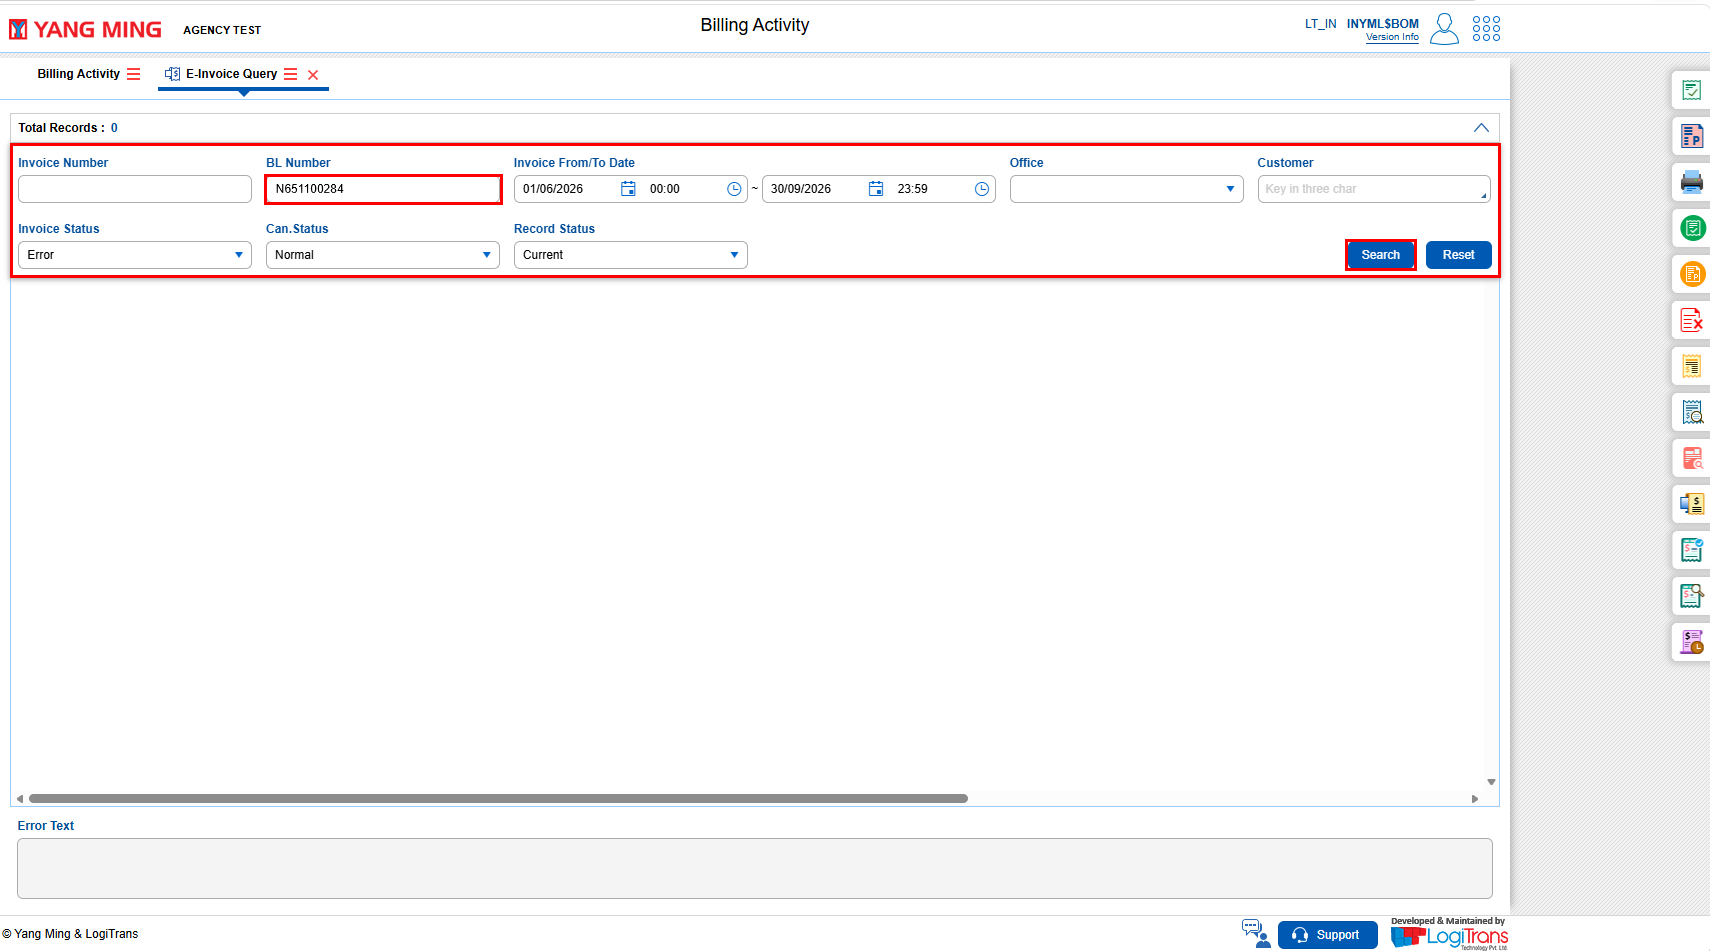 YANG MING
AGENCY TEST
Billing Activity
LT_IN
INYML$BOM
Version Info
Billing Activity
E-Invoice Query
Total Records : 0
Invoice Number
BL Number
Invoice From/To Date
Office
Customer
N651100284
01/06/2026
00:00
~
30/09/2026
23:59
Key in three char
Invoice Status
Can.Status
Record Status
Error
Normal
Current
Search
Reset
Error Text
© Yang Ming & LogiTrans
Support
Developed & Maintained by
LogiTrans
Technology Pvt. Ltd.